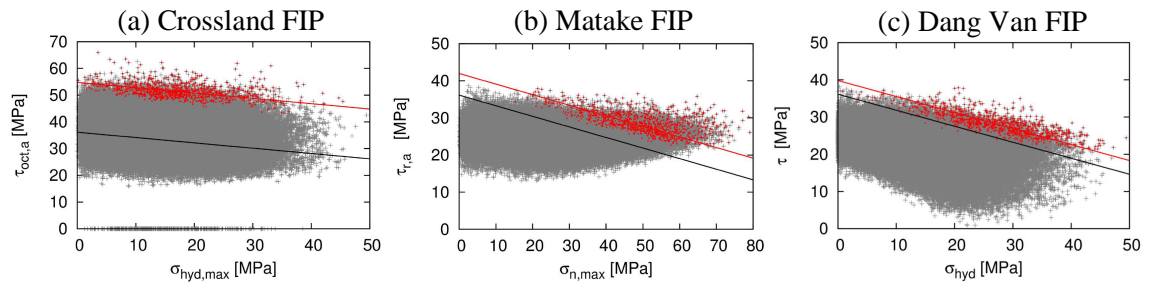 (a) Crossland FIP
(b) Matake FIP
(c) Dang Van FIP
τoct,a [MPa]
70
60
50
40
30
20
10
0
0 10 20 30 40 50
σhyd,max [MPa]
τr,a [MPa]
50
40
30
20
10
0
0 10 20 30 40 50 60 70 80
σn,max [MPa]
τ [MPa]
50
40
30
20
10
0
0 10 20 30 40 50
σhyd [MPa]